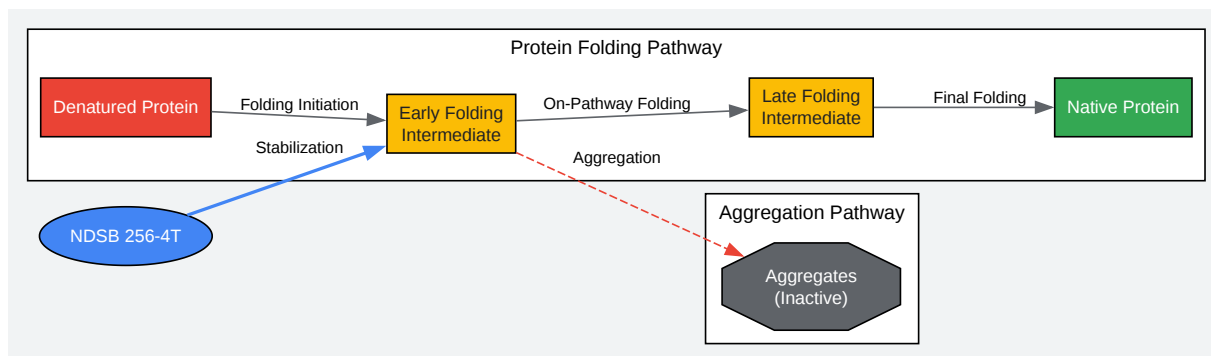 Protein Folding Pathway
Denatured Protein
Folding Initiation
Early Folding
Intermediate
On-Pathway Folding
Late Folding
Intermediate
Final Folding
Native Protein
Stabilization
Aggregation
NDSB 256-4T
Aggregation Pathway
Aggregates
(Inactive)